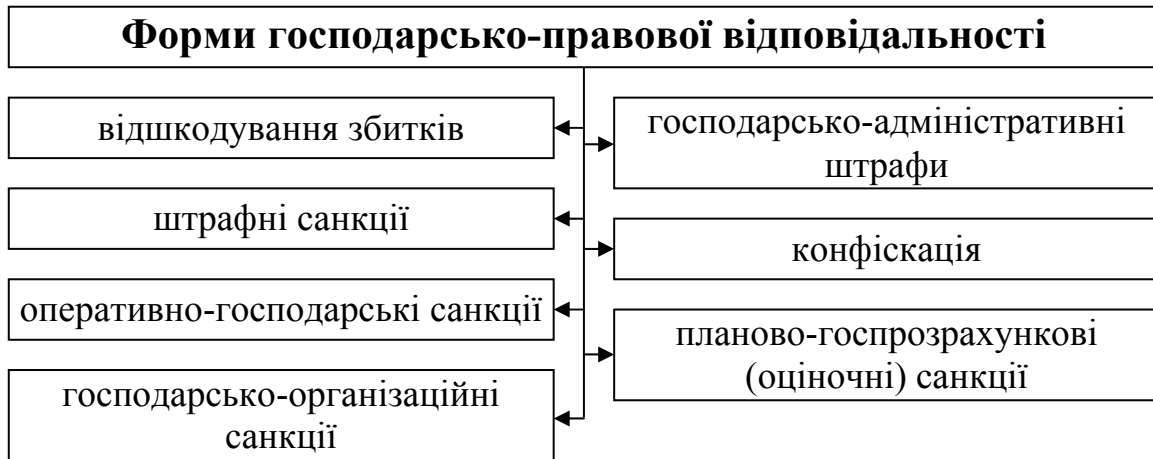 Форми господарсько-правової відповідальності
відшкодування збитків
штрафні санкції
оперативно-господарські санкції
господарсько-організаційні
санкції
господарсько-адміністративні
штрафи
конфіскація
планово-госпрозрахункові
(оціночні) санкції